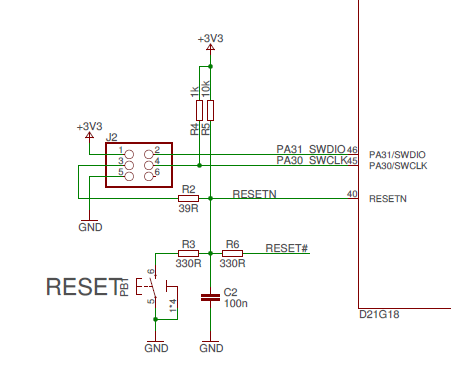 +3V3
1k
10k
R4
R5
+3V3
J2
1
2
3
4
5
6
PA31_SWDIO
46
PA31/SWDIO
PA30_SWCLK
45
PA30/SWCLK
R2
39R
RESETN
40
RESETN
GND
R3
330R
R6
330R
RESET#
RESET
PB1
6
5
1*4
C2
100n
D21G18
GND
GND